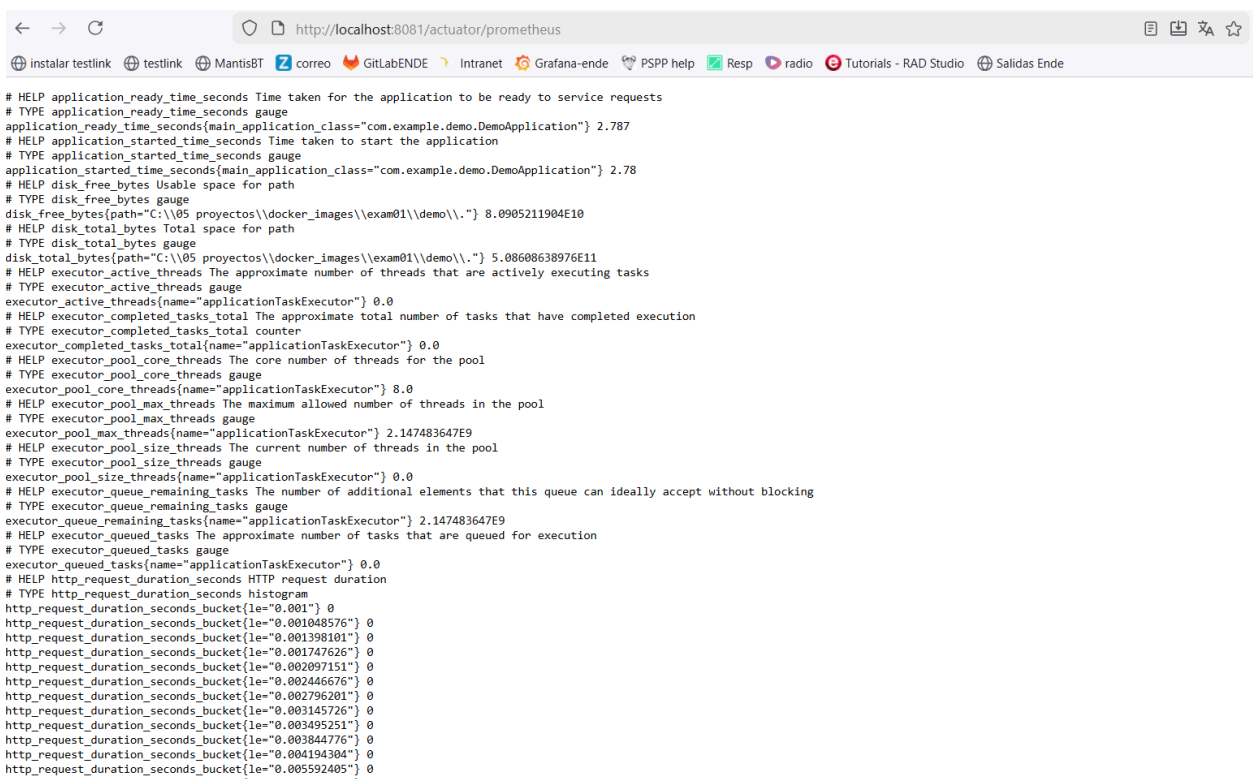 http://localhost:8081/actuator/prometheus
instalar testlink testlink MantisBT Z correo GitLabENDE Intranet Grafana-ende PSPP help Resp radio Tutorials - RAD Studio Salidas Ende
# HELP application_ready_time_seconds Time taken for the application to be ready to service requests
# TYPE application_ready_time_seconds gauge
application_ready_time_seconds{main_application_class="com.example.demo.DemoApplication"} 2.787
# HELP application_started_time_seconds Time taken to start the application
# TYPE application_started_time_seconds gauge
application_started_time_seconds{main_application_class="com.example.demo.DemoApplication"} 2.78
# HELP disk_free_bytes Usable space for path
# TYPE disk_free_bytes gauge
disk_free_bytes{path="C:\\05 proyectos\\docker_images\\exam01\\demo\\."} 8.0905211904E10
# HELP disk_total_bytes Total space for path
# TYPE disk_total_bytes gauge
disk_total_bytes{path="C:\\05 proyectos\\docker_images\\exam01\\demo\\."} 5.08608638976E11
# HELP executor_active_threads The approximate number of threads that are actively executing tasks
# TYPE executor_active_threads gauge
executor_active_threads{name="applicationTaskExecutor"} 0.0
# HELP executor_completed_tasks_total The approximate total number of tasks that have completed execution
# TYPE executor_completed_tasks_total counter
executor_completed_tasks_total{name="applicationTaskExecutor"} 0.0
# HELP executor_pool_core_threads The core number of threads for the pool
# TYPE executor_pool_core_threads gauge
executor_pool_core_threads{name="applicationTaskExecutor"} 8.0
# HELP executor_pool_max_threads The maximum allowed number of threads in the pool
# TYPE executor_pool_max_threads gauge
executor_pool_max_threads{name="applicationTaskExecutor"} 2.147483647E9
# HELP executor_pool_size_threads The current number of threads in the pool
# TYPE executor_pool_size_threads gauge
executor_pool_size_threads{name="applicationTaskExecutor"} 0.0
# HELP executor_queue_remaining_tasks The number of additional elements that this queue can ideally accept without blocking
# TYPE executor_queue_remaining_tasks gauge
executor_queue_remaining_tasks{name="applicationTaskExecutor"} 2.147483647E9
# HELP executor_queued_tasks The approximate number of tasks that are queued for execution
# TYPE executor_queued_tasks gauge
executor_queued_tasks{name="applicationTaskExecutor"} 0.0
# HELP http_request_duration_seconds HTTP request duration
# TYPE http_request_duration_seconds histogram
http_request_duration_seconds_bucket{le="0.001"} 0
http_request_duration_seconds_bucket{le="0.001048576"} 0
http_request_duration_seconds_bucket{le="0.001398101"} 0
http_request_duration_seconds_bucket{le="0.001747626"} 0
http_request_duration_seconds_bucket{le="0.002097151"} 0
http_request_duration_seconds_bucket{le="0.002446676"} 0
http_request_duration_seconds_bucket{le="0.002796201"} 0
http_request_duration_seconds_bucket{le="0.003145726"} 0
http_request_duration_seconds_bucket{le="0.003495251"} 0
http_request_duration_seconds_bucket{le="0.003844776"} 0
http_request_duration_seconds_bucket{le="0.004194304"} 0
http_request_duration_seconds_bucket{le="0.005592405"} 0